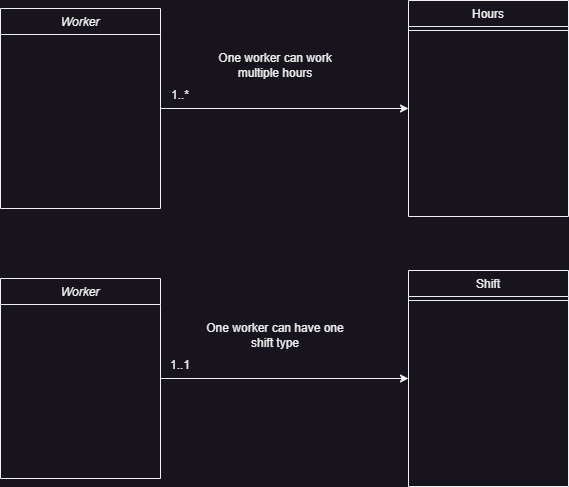 Worker
Hours
One worker can work
multiple hours
1..*
Worker
Shift
One worker can have one
shift type
1..1